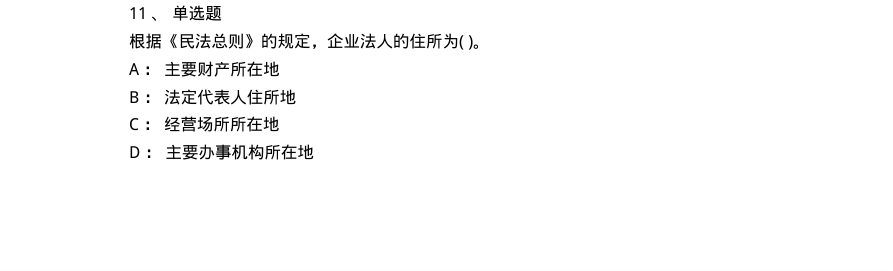 11 、 单选题
根据《民法总则》的规定，企业法人的住所为( )。
A ： 主要财产所在地
B ： 法定代表人住所地
C ： 经营场所所在地
D ： 主要办事机构所在地